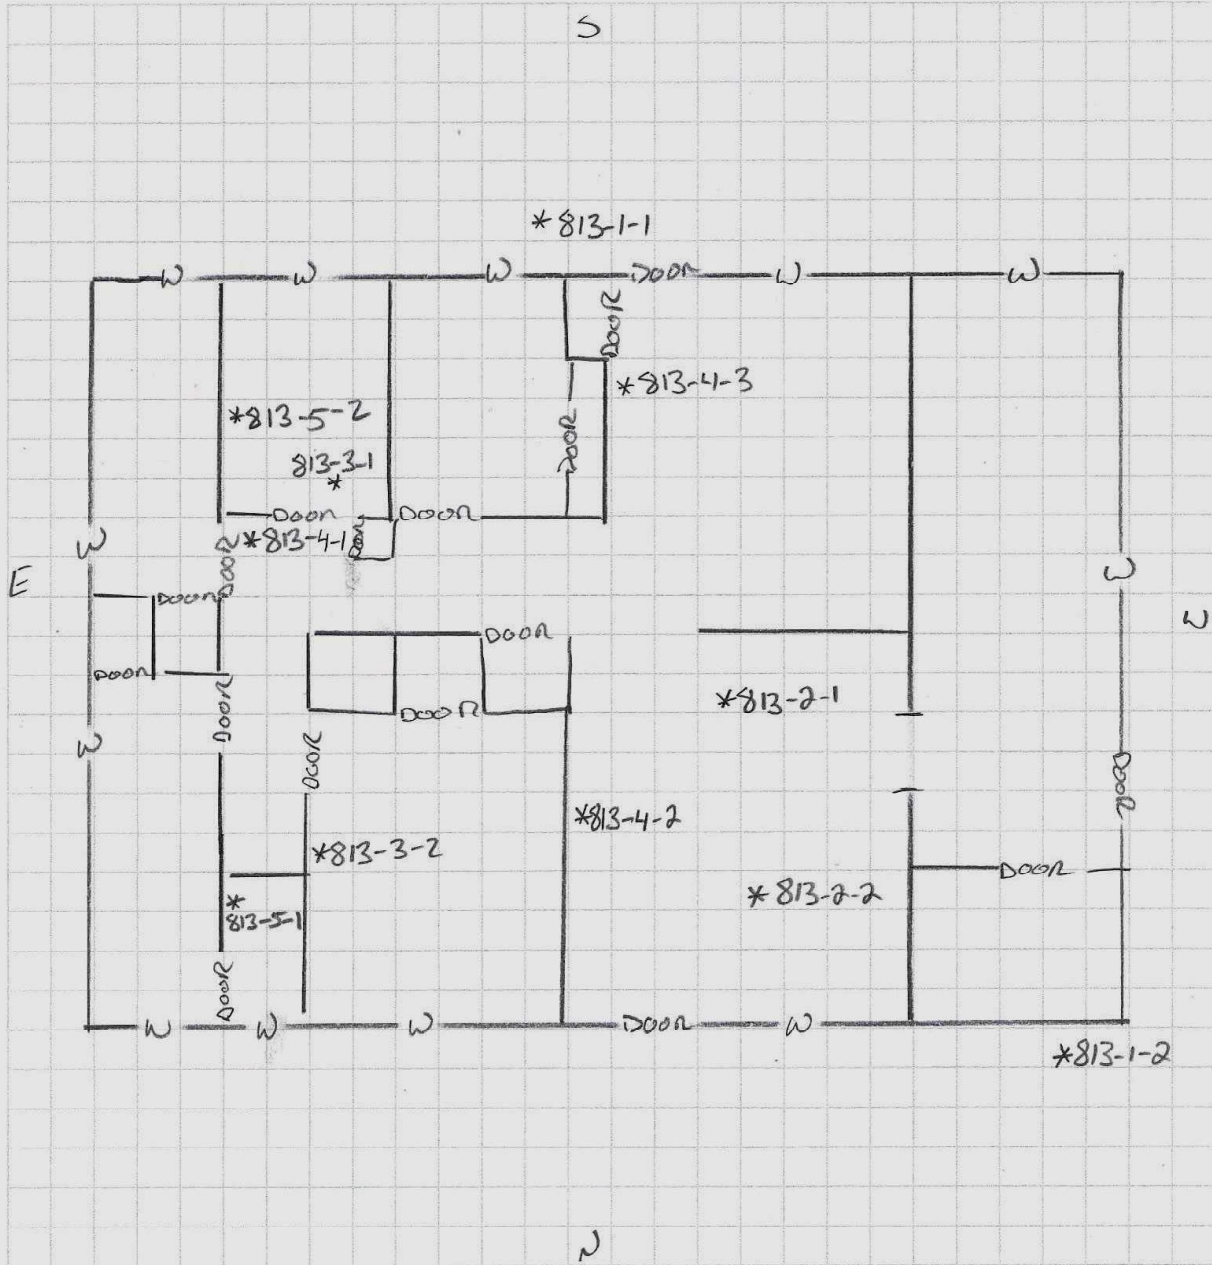 S
*813-1-1
W W W DOOR W W
DOOR
*813-4-3
*813-5-2
DOOR
813-3-1
*
DOOR DOOR
DOOR *813-4-1 DOOR
W
W
E
DOOR
W
DOOR
DOOR
DOOR
*813-2-1
DOOR
DOOR
W
DOOR
DOOR
*813-4-2
*813-3-2
DOOR
*813-2-2
*
813-5-1
DOOR
W W W DOOR W
*813-1-2
N